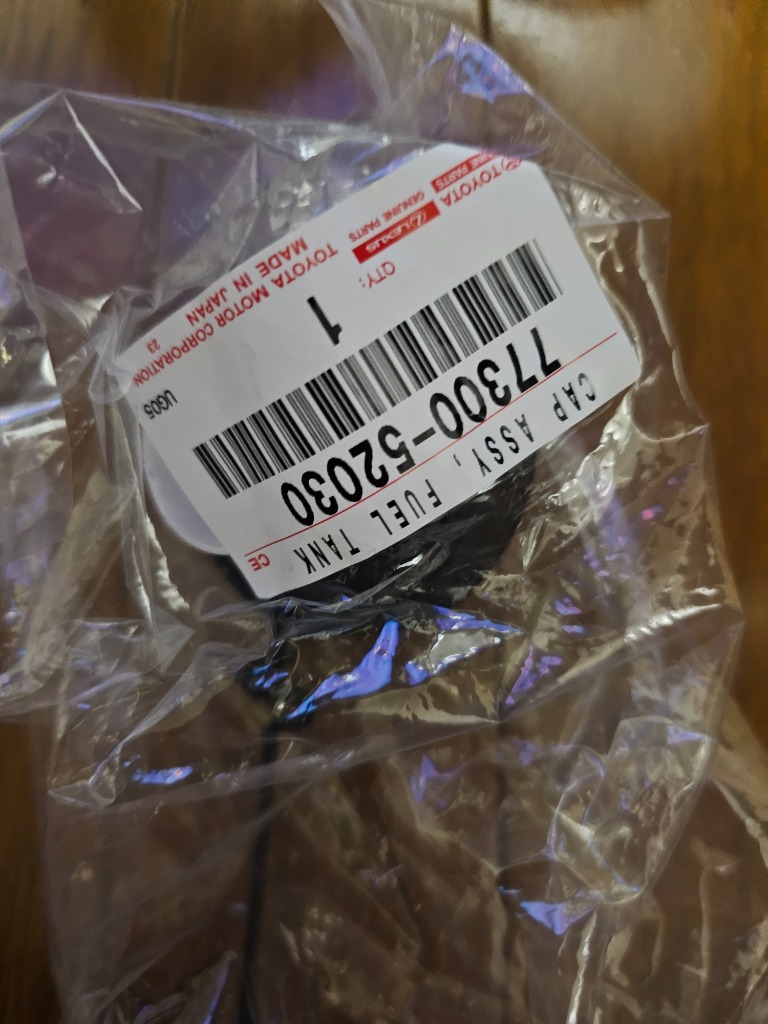 CAP ASSY, FUEL TANK
CE
77300-52030
UG05
QTY:
1
TOYOTA
GENUINE PARTS
LEXUS
TOYOTA MOTOR CORPORATION
MADE IN JAPAN
23